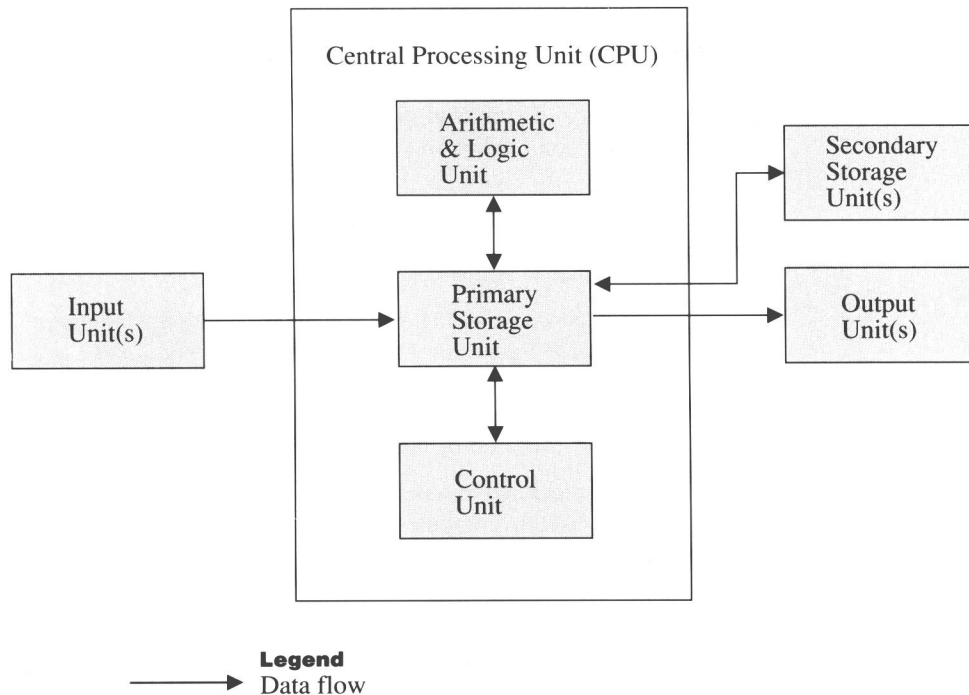 Central Processing Unit (CPU)
Arithmetic
& Logic
Unit
Secondary
Storage
Unit(s)
Input
Unit(s)
Primary
Storage
Unit
Output
Unit(s)
Control
Unit
Legend
Data flow